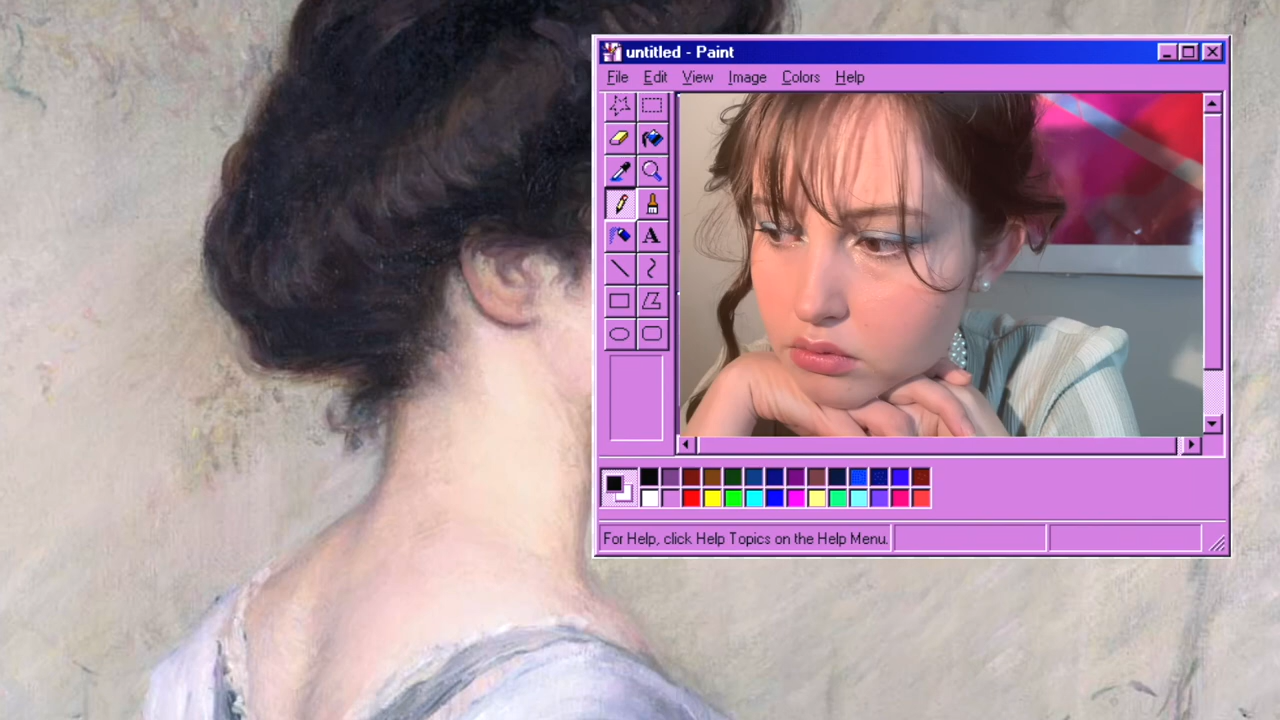 untitled - Paint
File Edit View Image Colors Help
A
For Help, click Help Topics on the Help Menu.